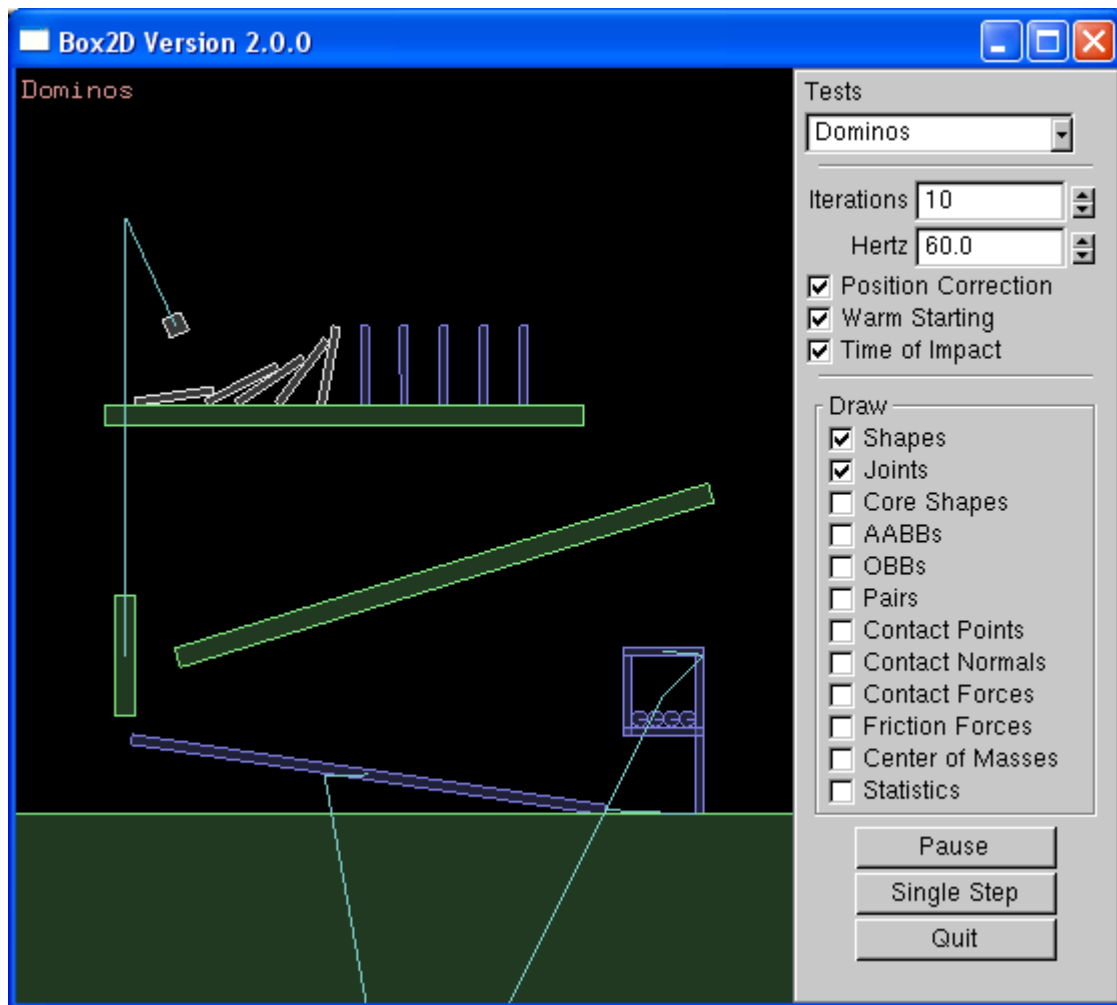 Box2D Version 2.0.0
Dominos
Tests
Dominos
Iterations 10
Hertz 60.0
Position Correction
Warm Starting
Time of Impact
Draw
Shapes
Joints
Core Shapes
AABBs
OBBs
Pairs
Contact Points
Contact Normals
Contact Forces
Friction Forces
Center of Masses
Statistics
Pause
Single Step
Quit